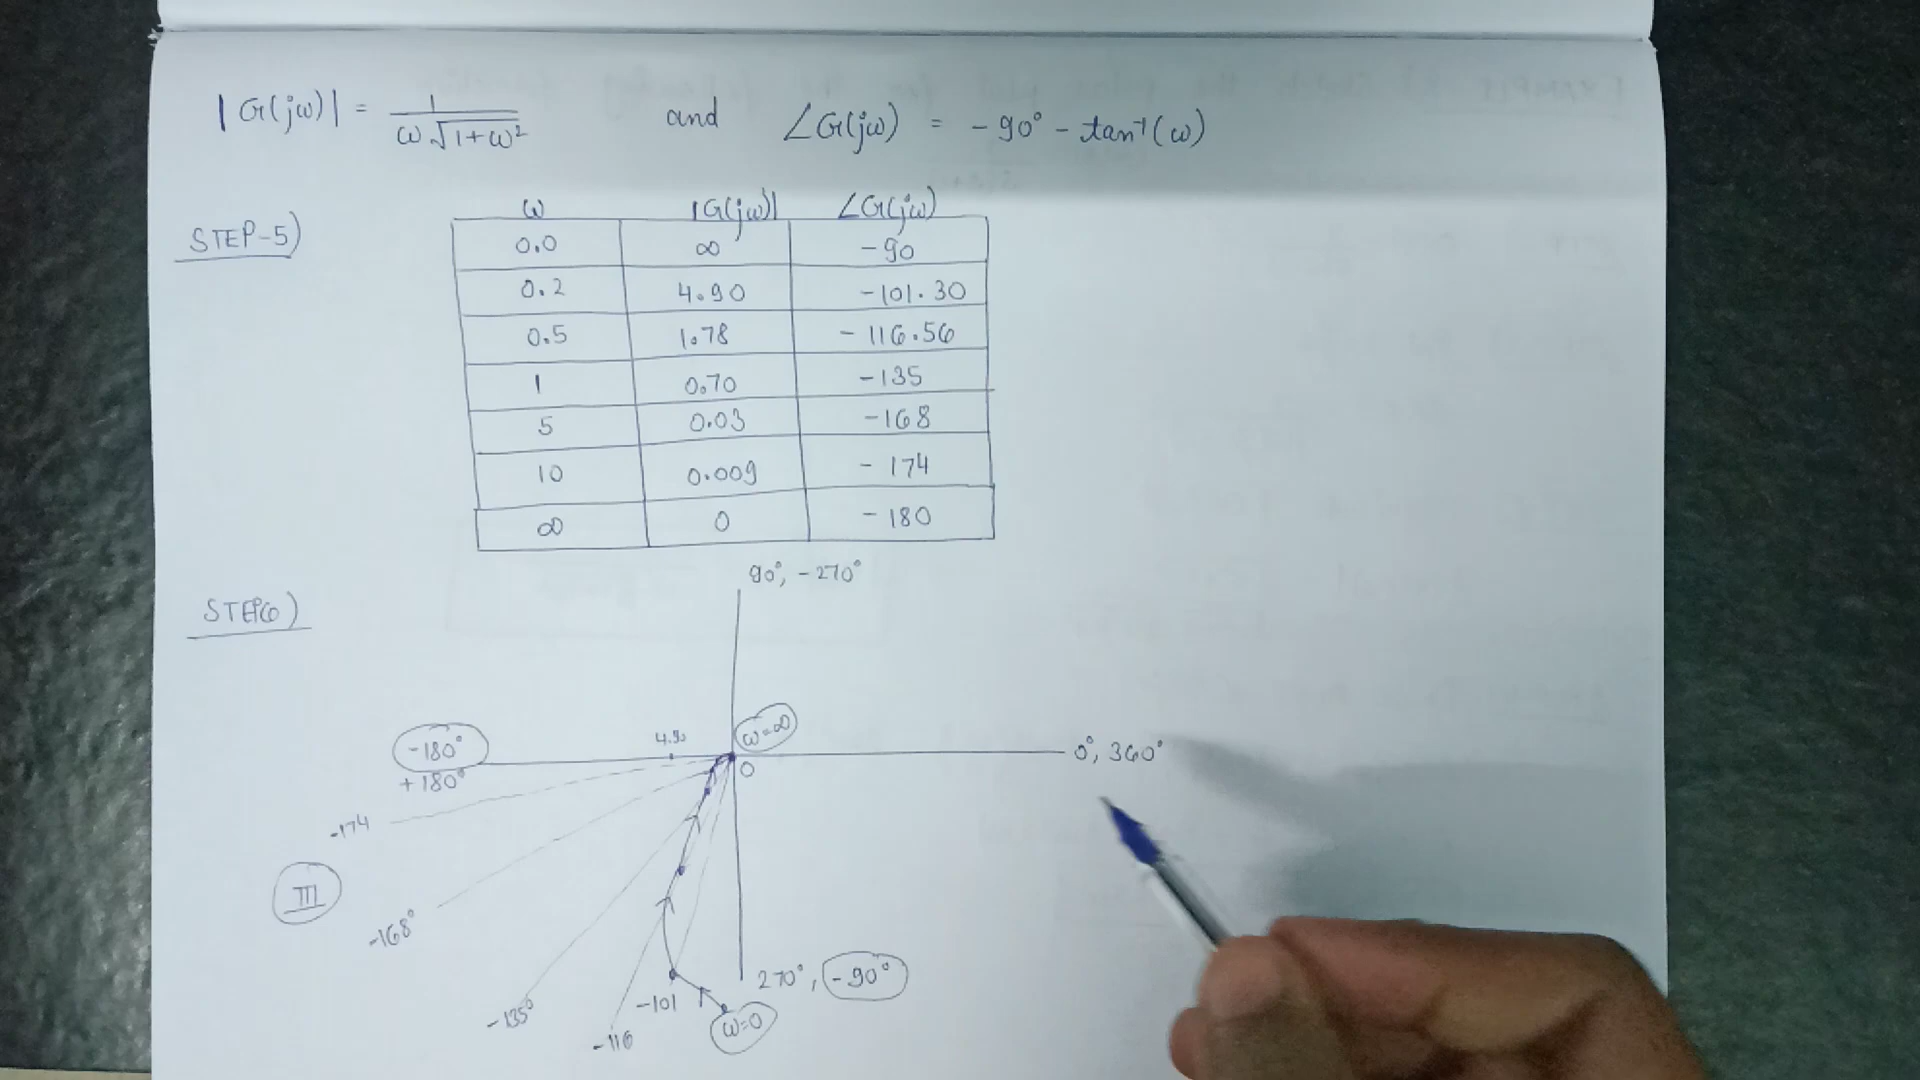 |G(jω)| = 1/(ω√(1+ω²)) and ∠G(jω) = -90° - tan⁻¹(ω)
STEP-5)
ω |G(jω)| ∠G(jω)
0.0 ∞ -90
0.2 4.90 -101.30
0.5 1.78 -116.56
1 0.70 -135
5 0.03 -168
10 0.009 -174
∞ 0 -180
STEP6)
90°, -270°
-180°
+180°
4.90
ω=∞
0
0°, 360°
-174
III
-168°
-135°
-116
-101
ω=0
270°, -90°